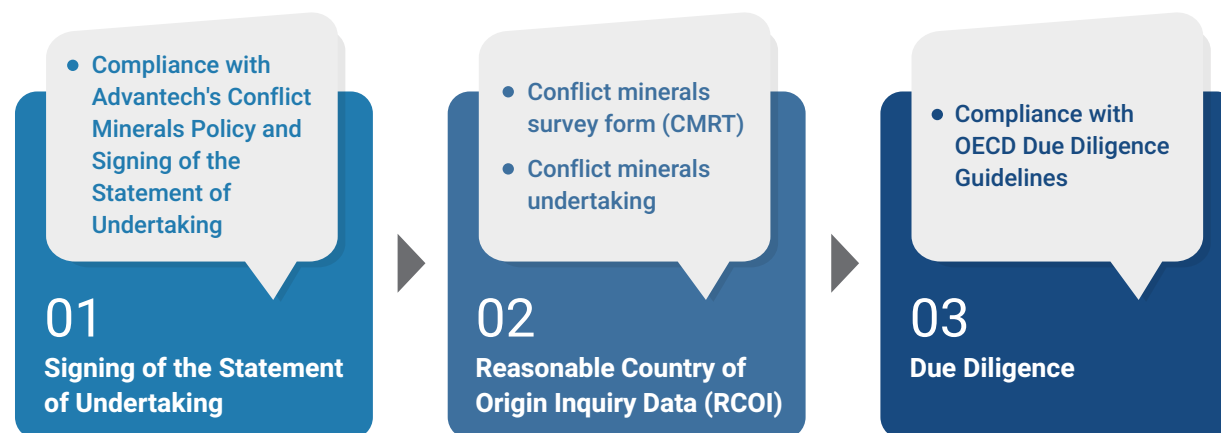 Compliance with
Advantech's Conflict
Minerals Policy and
Signing of the
Statement of
Undertaking
01
Signing of the Statement
of Undertaking
Conflict minerals
survey form (CMRT)
Conflict minerals
undertaking
02
Reasonable Country of
Origin Inquiry Data (RCOI)
Compliance with
OECD Due Diligence
Guidelines
03
Due Diligence